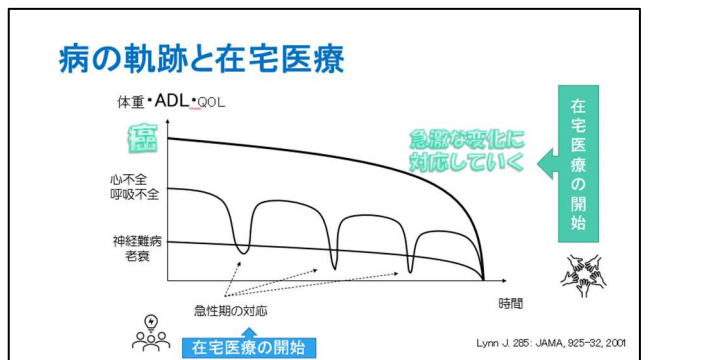 病の軌跡と在宅医療
体重・ADL・QOL
癌
急激な変化に
対応していく
在宅医療の開始
心不全
呼吸不全
神経難病
老衰
急性期の対応
時間
在宅医療の開始
Lynn J. 285: JAMA, 925-32, 2001